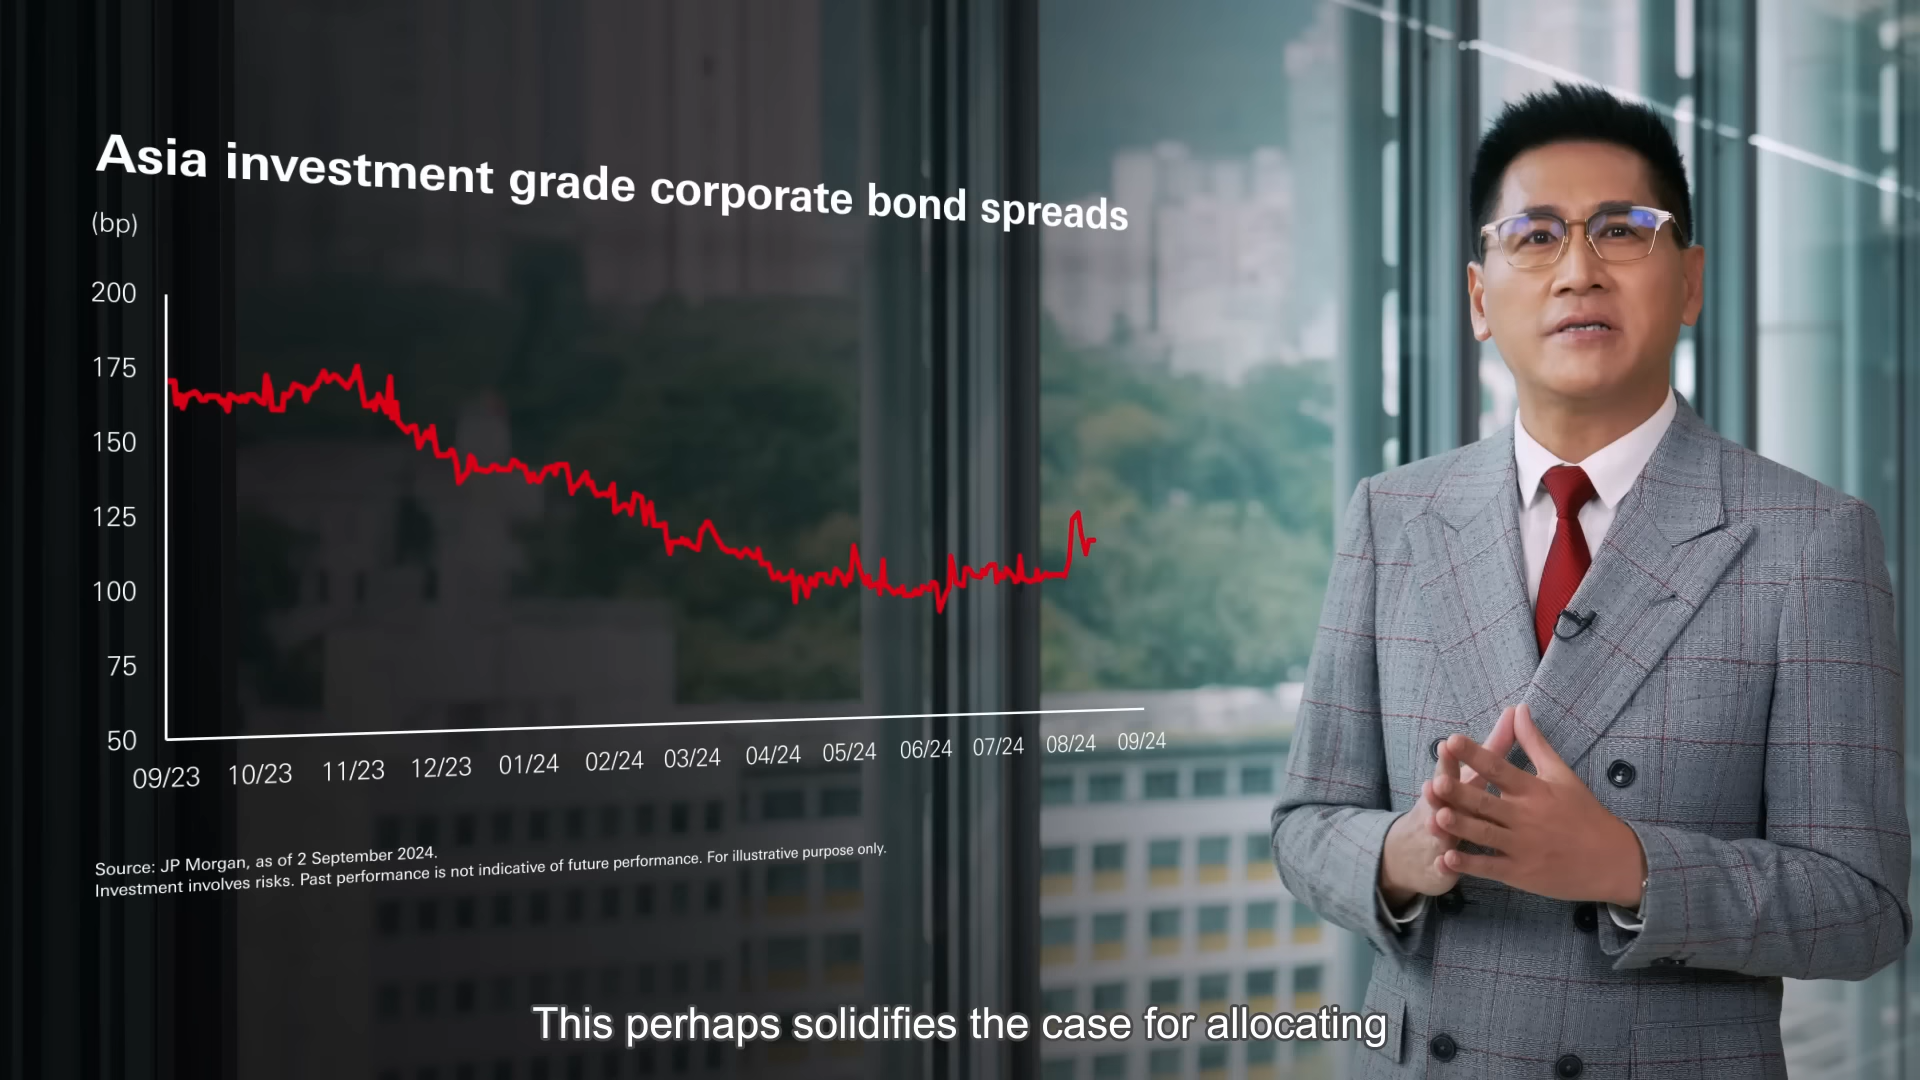 Asia investment grade corporate bond spreads
(bp)
200
175
150
125
100
75
50
09/23 10/23 11/23 12/23 01/24 02/24 03/24 04/24 05/24 06/24 07/24 08/24 09/24
Source: JP Morgan, as of 2 September 2024.
Investment involves risks. Past performance is not indicative of future performance. For illustrative purpose only.
This perhaps solidifies the case for allocating